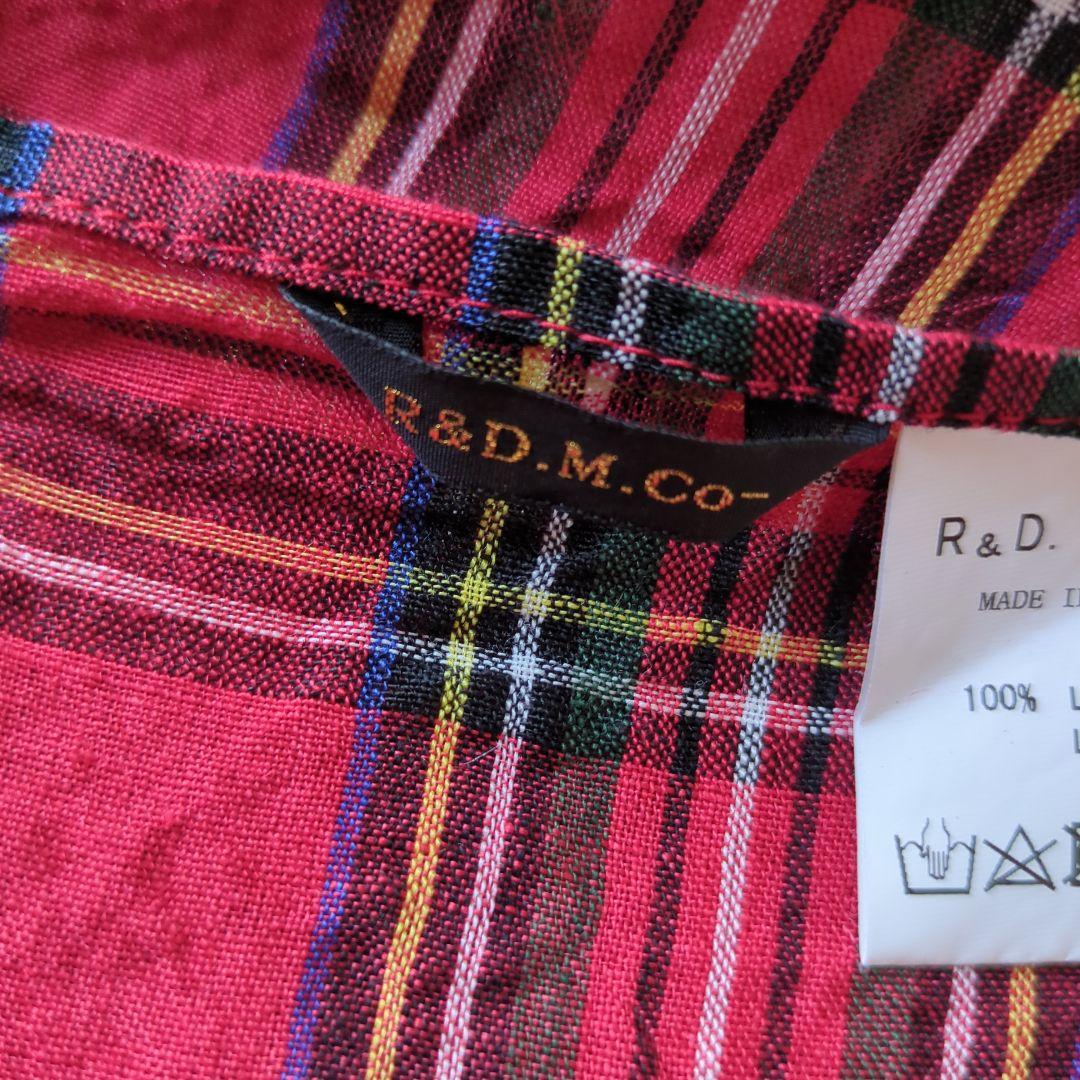 R&D.M.Co-
R & D.
MADE I
100% L
L